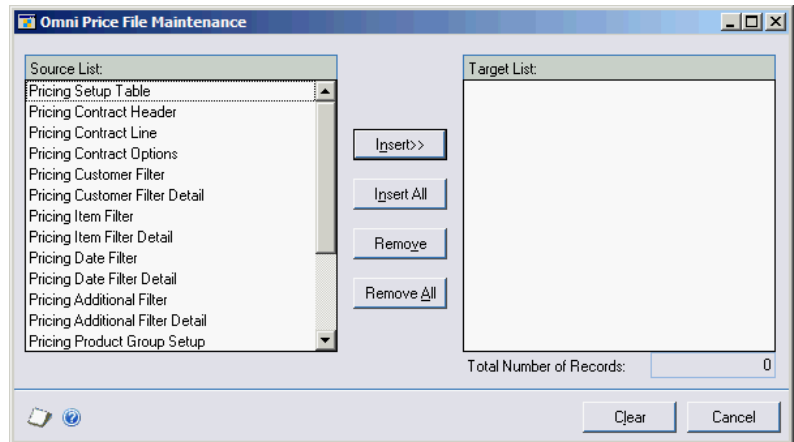 Omni Price File Maintenance
Source List:
Pricing Setup Table
Pricing Contract Header
Pricing Contract Line
Pricing Contract Options
Pricing Customer Filter
Pricing Customer Filter Detail
Pricing Item Filter
Pricing Item Filter Detail
Pricing Date Filter
Pricing Date Filter Detail
Pricing Additional Filter
Pricing Additional Filter Detail
Pricing Product Group Setup
Insert>>
Insert All
Remove
Remove All
Target List:
Total Number of Records: 0
Clear Cancel